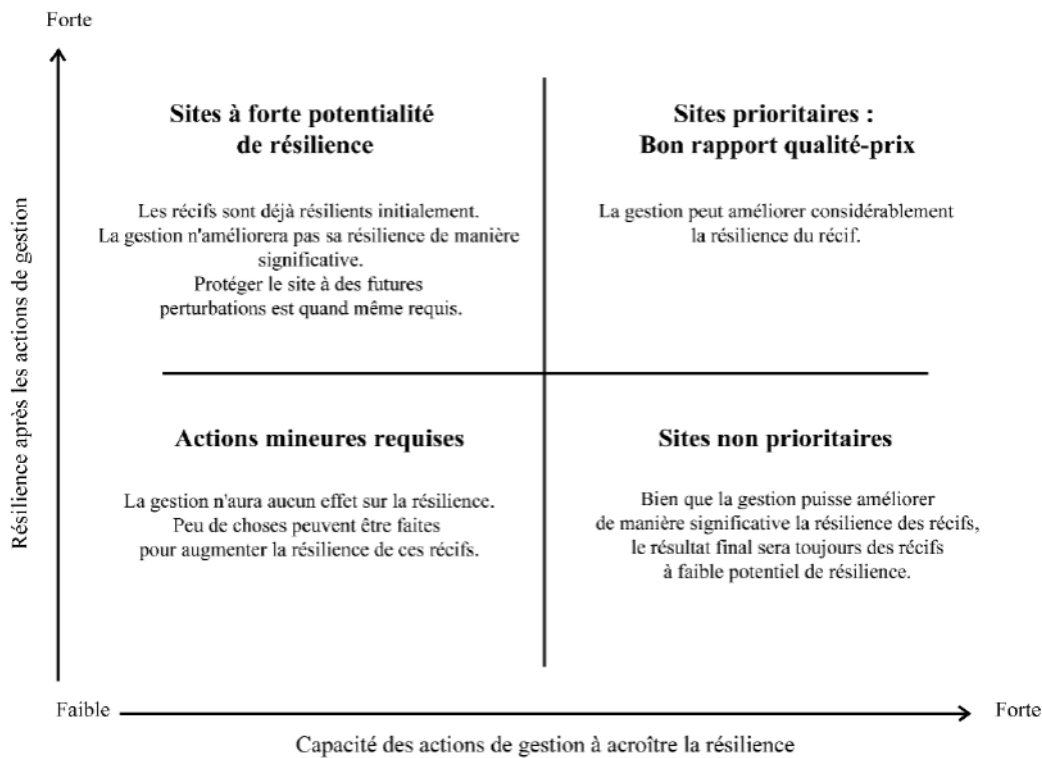 Forte
Sites à forte potentialité
de résilience
Les récifs sont déjà résilients initialement.
La gestion n'améliorera pas sa résilience de manière
significative.
Protéger le site à des futures
perturbations est quand même requis.
Sites prioritaires :
Bon rapport qualité-prix
La gestion peut améliorer considérablement
la résilience du récif.
Résilience après les actions de gestion
Actions mineures requises
La gestion n'aura aucun effet sur la résilience.
Peu de choses peuvent être faites
pour augmenter la résilience de ces récifs.
Sites non prioritaires
Bien que la gestion puisse améliorer
de manière significative la résilience des récifs,
le résultat final sera toujours des récifs
à faible potentiel de résilience.
Faible
Forte
Capacité des actions de gestion à acroître la résilience